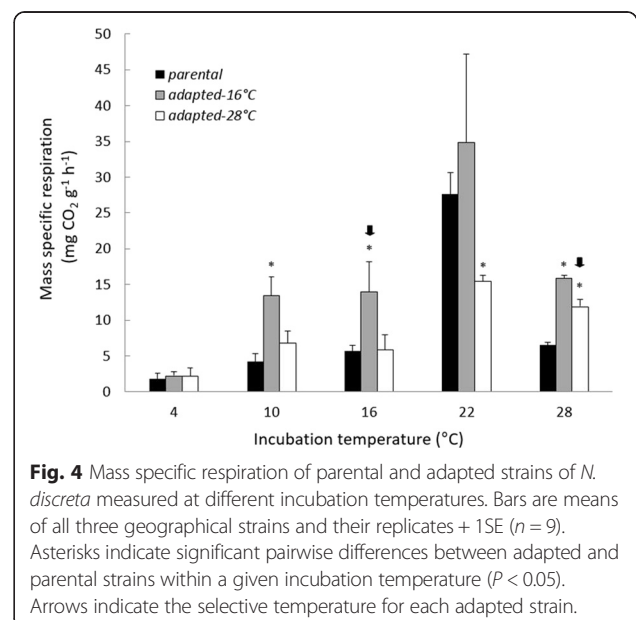 50
45
40
35
30
25
20
15
10
5
0
Mass specific respiration
(mg CO₂ g⁻¹ h⁻¹)
parental
adapted-16°C
adapted-28°C
*
*
*
*
*
4 10 16 22 28
Incubation temperature (°C)
Fig. 4 Mass specific respiration of parental and adapted strains of N.
discreta measured at different incubation temperatures. Bars are means
of all three geographical strains and their replicates + 1SE (n = 9).
Asterisks indicate significant pairwise differences between adapted and
parental strains within a given incubation temperature (P < 0.05).
Arrows indicate the selective temperature for each adapted strain.